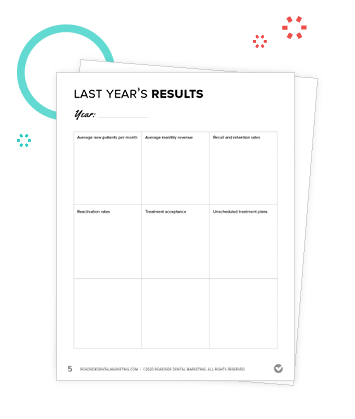 LAST YEAR'S RESULTS
Year:
Average new patients per month Average monthly revenue Recall and retention rates
Reactivation rates Treatment acceptance Unscheduled treatment plans
5 ROADSIDEDENTALMARKETING.COM | ©2020 ROADSIDE DENTAL MARKETING. ALL RIGHTS RESERVED